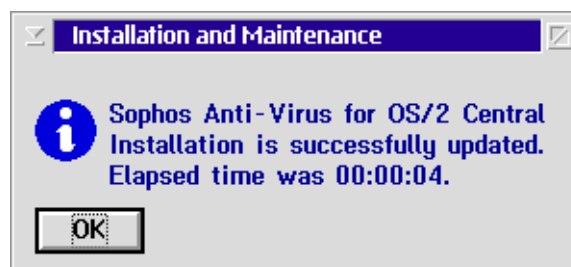 Installation and Maintenance
Sophos Anti-Virus for OS/2 Central
Installation is successfully updated.
Elapsed time was 00:00:04.
OK